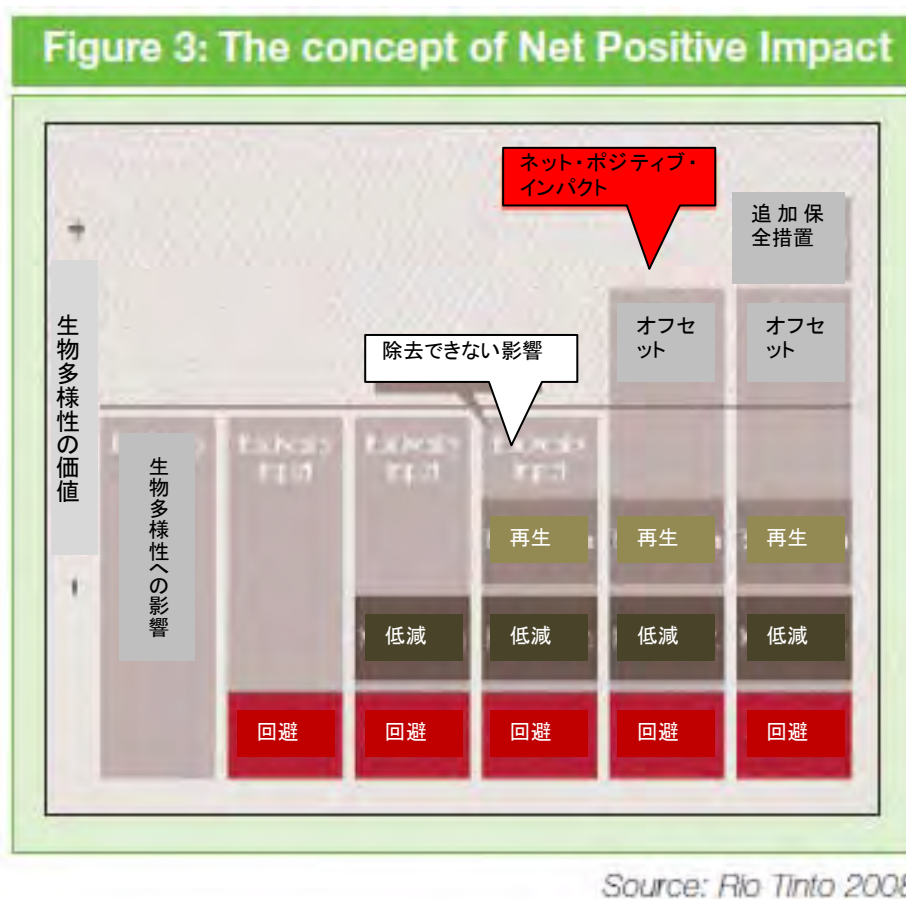 Figure 3: The concept of Net Positive Impact
ネット・ポジティブ・
インパクト
追加保
全措置
+
生物多様性の価値
オフセ
ット
オフセ
ット
除去できない影響
生物多様性への影響
再生
再生
再生
低減
低減
低減
低減
回避
回避
回避
回避
回避
Source: Rio Tinto 2008